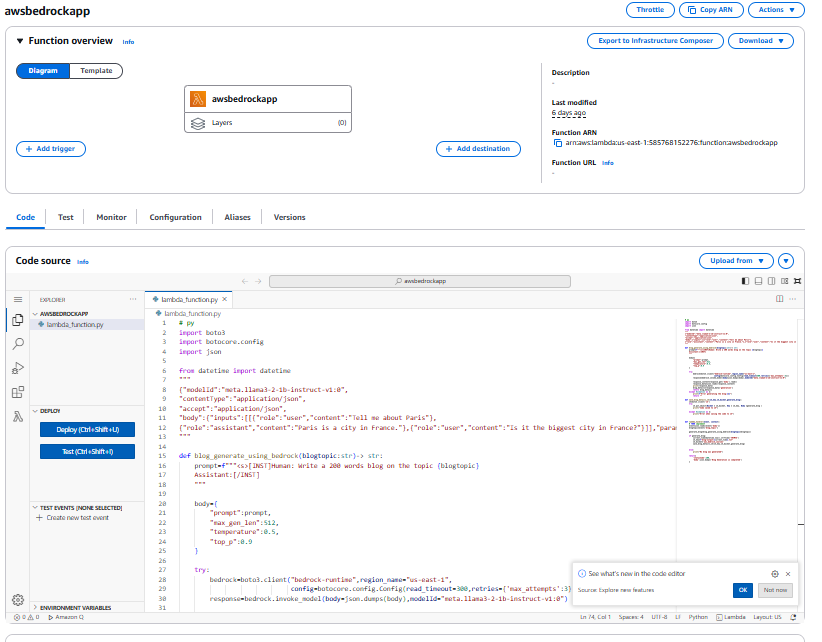 awsbedrockapp
Throttle
Copy ARN
Actions
Function overview Info
Export to Infrastructure Composer
Download
Diagram
Template
awsbedrockapp
Layers
(0)
Add trigger
Add destination
Description
-
Last modified
6 days ago
Function ARN
arn:aws:lambda:us-east-1:585768152276:function:awsbedrockapp
Function URL Info
-
Code
Test
Monitor
Configuration
Aliases
Versions
Code source Info
Upload from
awsbedrockapp
EXPLORER
AWSBEDROCKAPP
lambda_function.py
DEPLOY
Deploy (Ctrl+Shift+U)
Test (Ctrl+Shift+I)
TEST EVENTS [NONE SELECTED]
Create new test event
ENVIRONMENT VARIABLES
lambda_function.py
lambda_function.py
1 # py
2 import boto3
3 import botocore.config
4 import json
5
6 from datetime import datetime
7 """
8 {"modelId":"meta.llama3-2-1b-instruct-v1:0",
9 "contentType":"application/json",
10 "accept":"application/json",
11 "body":{"inputs":[[{"role":"user","content":"Tell me about Paris"},
12 {"role":"assistant","content":"Paris is a city in France."},{"role":"user","content":"Is it the biggest city in France?"}]],"para
13 """
14
15 def blog_generate_using_bedrock(blogtopic:str)-> str:
16 prompt=f"""<s>[INST]Human: Write a 200 words blog on the topic {blogtopic}
17 Assistant:[/INST]
18 """
19
20 body={
21 "prompt":prompt,
22 "max_gen_len":512,
23 "temperature":0.5,
24 "top_p":0.9
25 }
26
27 try:
28 bedrock=boto3.client("bedrock-runtime",region_name="us-east-1",
29 config=botocore.config.Config(read_timeout=300,retries={'max_attempts':3}
30 response=bedrock.invoke_model(body=json.dumps(body),modelId="meta.llama3-2-1b-instruct-v1:0")
31
See what's new in the code editor
Source: Explore new features
OK
Not now
0 0
Amazon Q
Ln 74, Col 1
Spaces: 4
UTF-8
LF
Python
Lambda
Layout: US